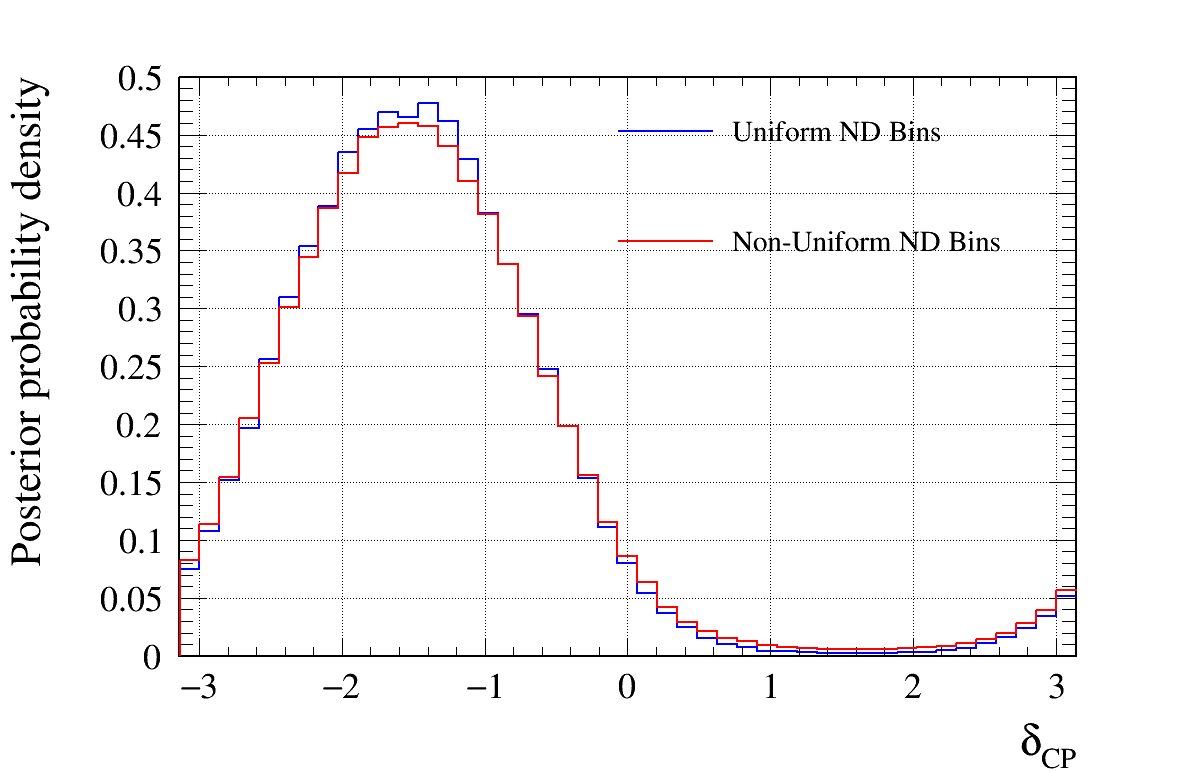 Posterior probability density
0.5
0.45
0.4
0.35
0.3
0.25
0.2
0.15
0.1
0.05
0
Uniform ND Bins
Non-Uniform ND Bins
−3 −2 −1 0 1 2 3
δCP